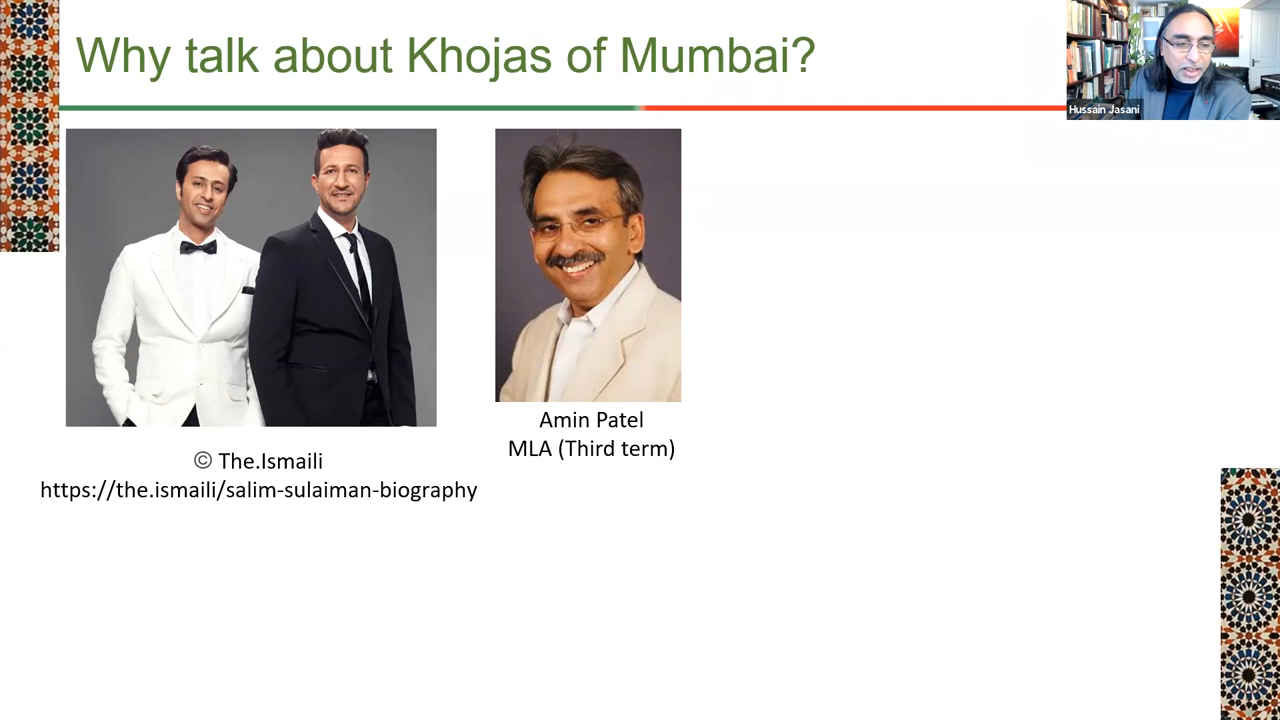 Why talk about Khojas of Mumbai?
Hussain Jasani
Amin Patel
MLA (Third term)
© The.Ismaili
https://the.ismaili/salim-sulaiman-biography